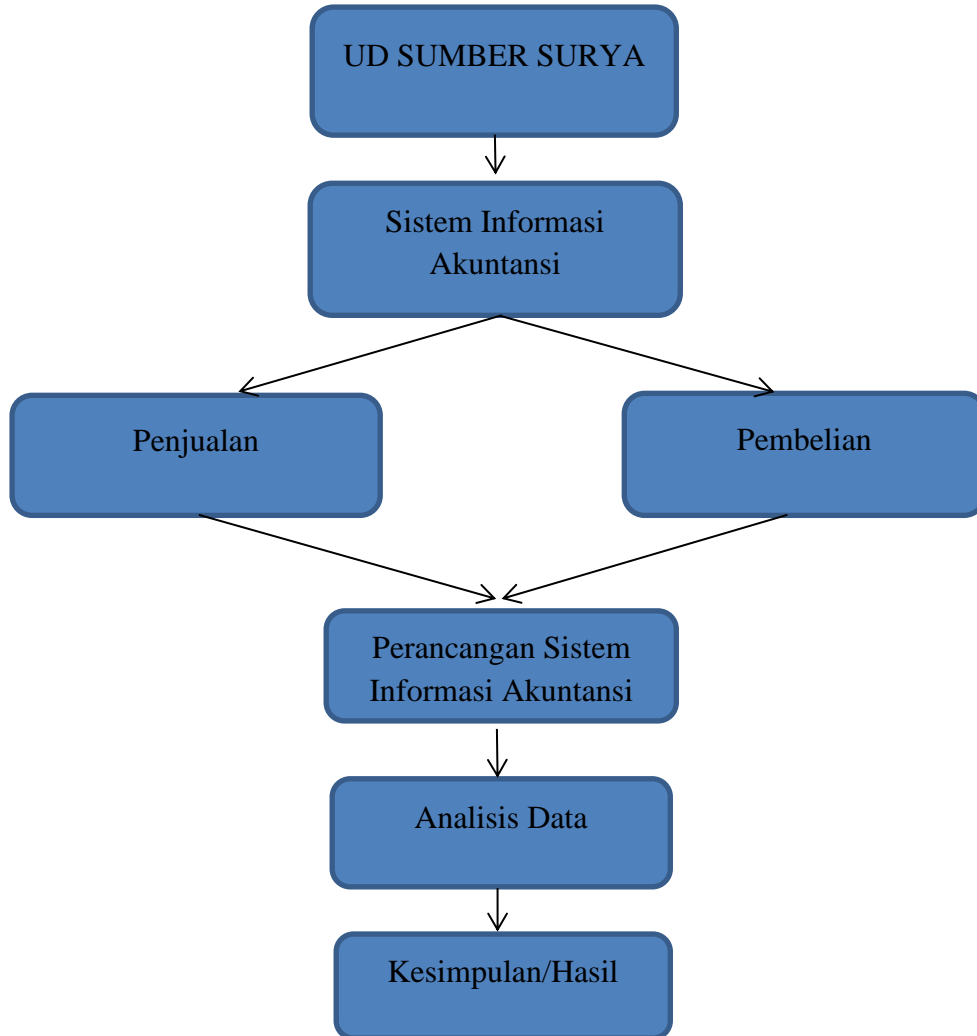 UD SUMBER SURYA
Sistem Informasi
Akuntansi
Penjualan
Pembelian
Perancangan Sistem
Informasi Akuntansi
Analisis Data
Kesimpulan/Hasil